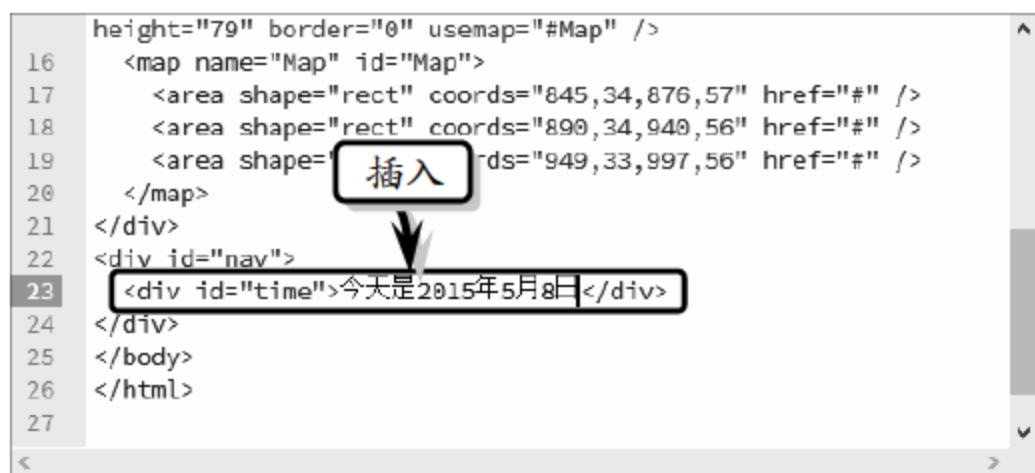 height="79" border="0" usemap="#Map" />
16 <map name="Map" id="Map">
17 <area shape="rect" coords="845,34,876,57" href="#" />
18 <area shape="rect" coords="890,34,940,56" href="#" />
19 <area shape=" rds="949,33,997,56" href="#" />
插入
20 </map>
21 </div>
22 <div id="nav">
23 <div id="time">今天是2015年5月8日</div>
24 </div>
25 </body>
26 </html>
27